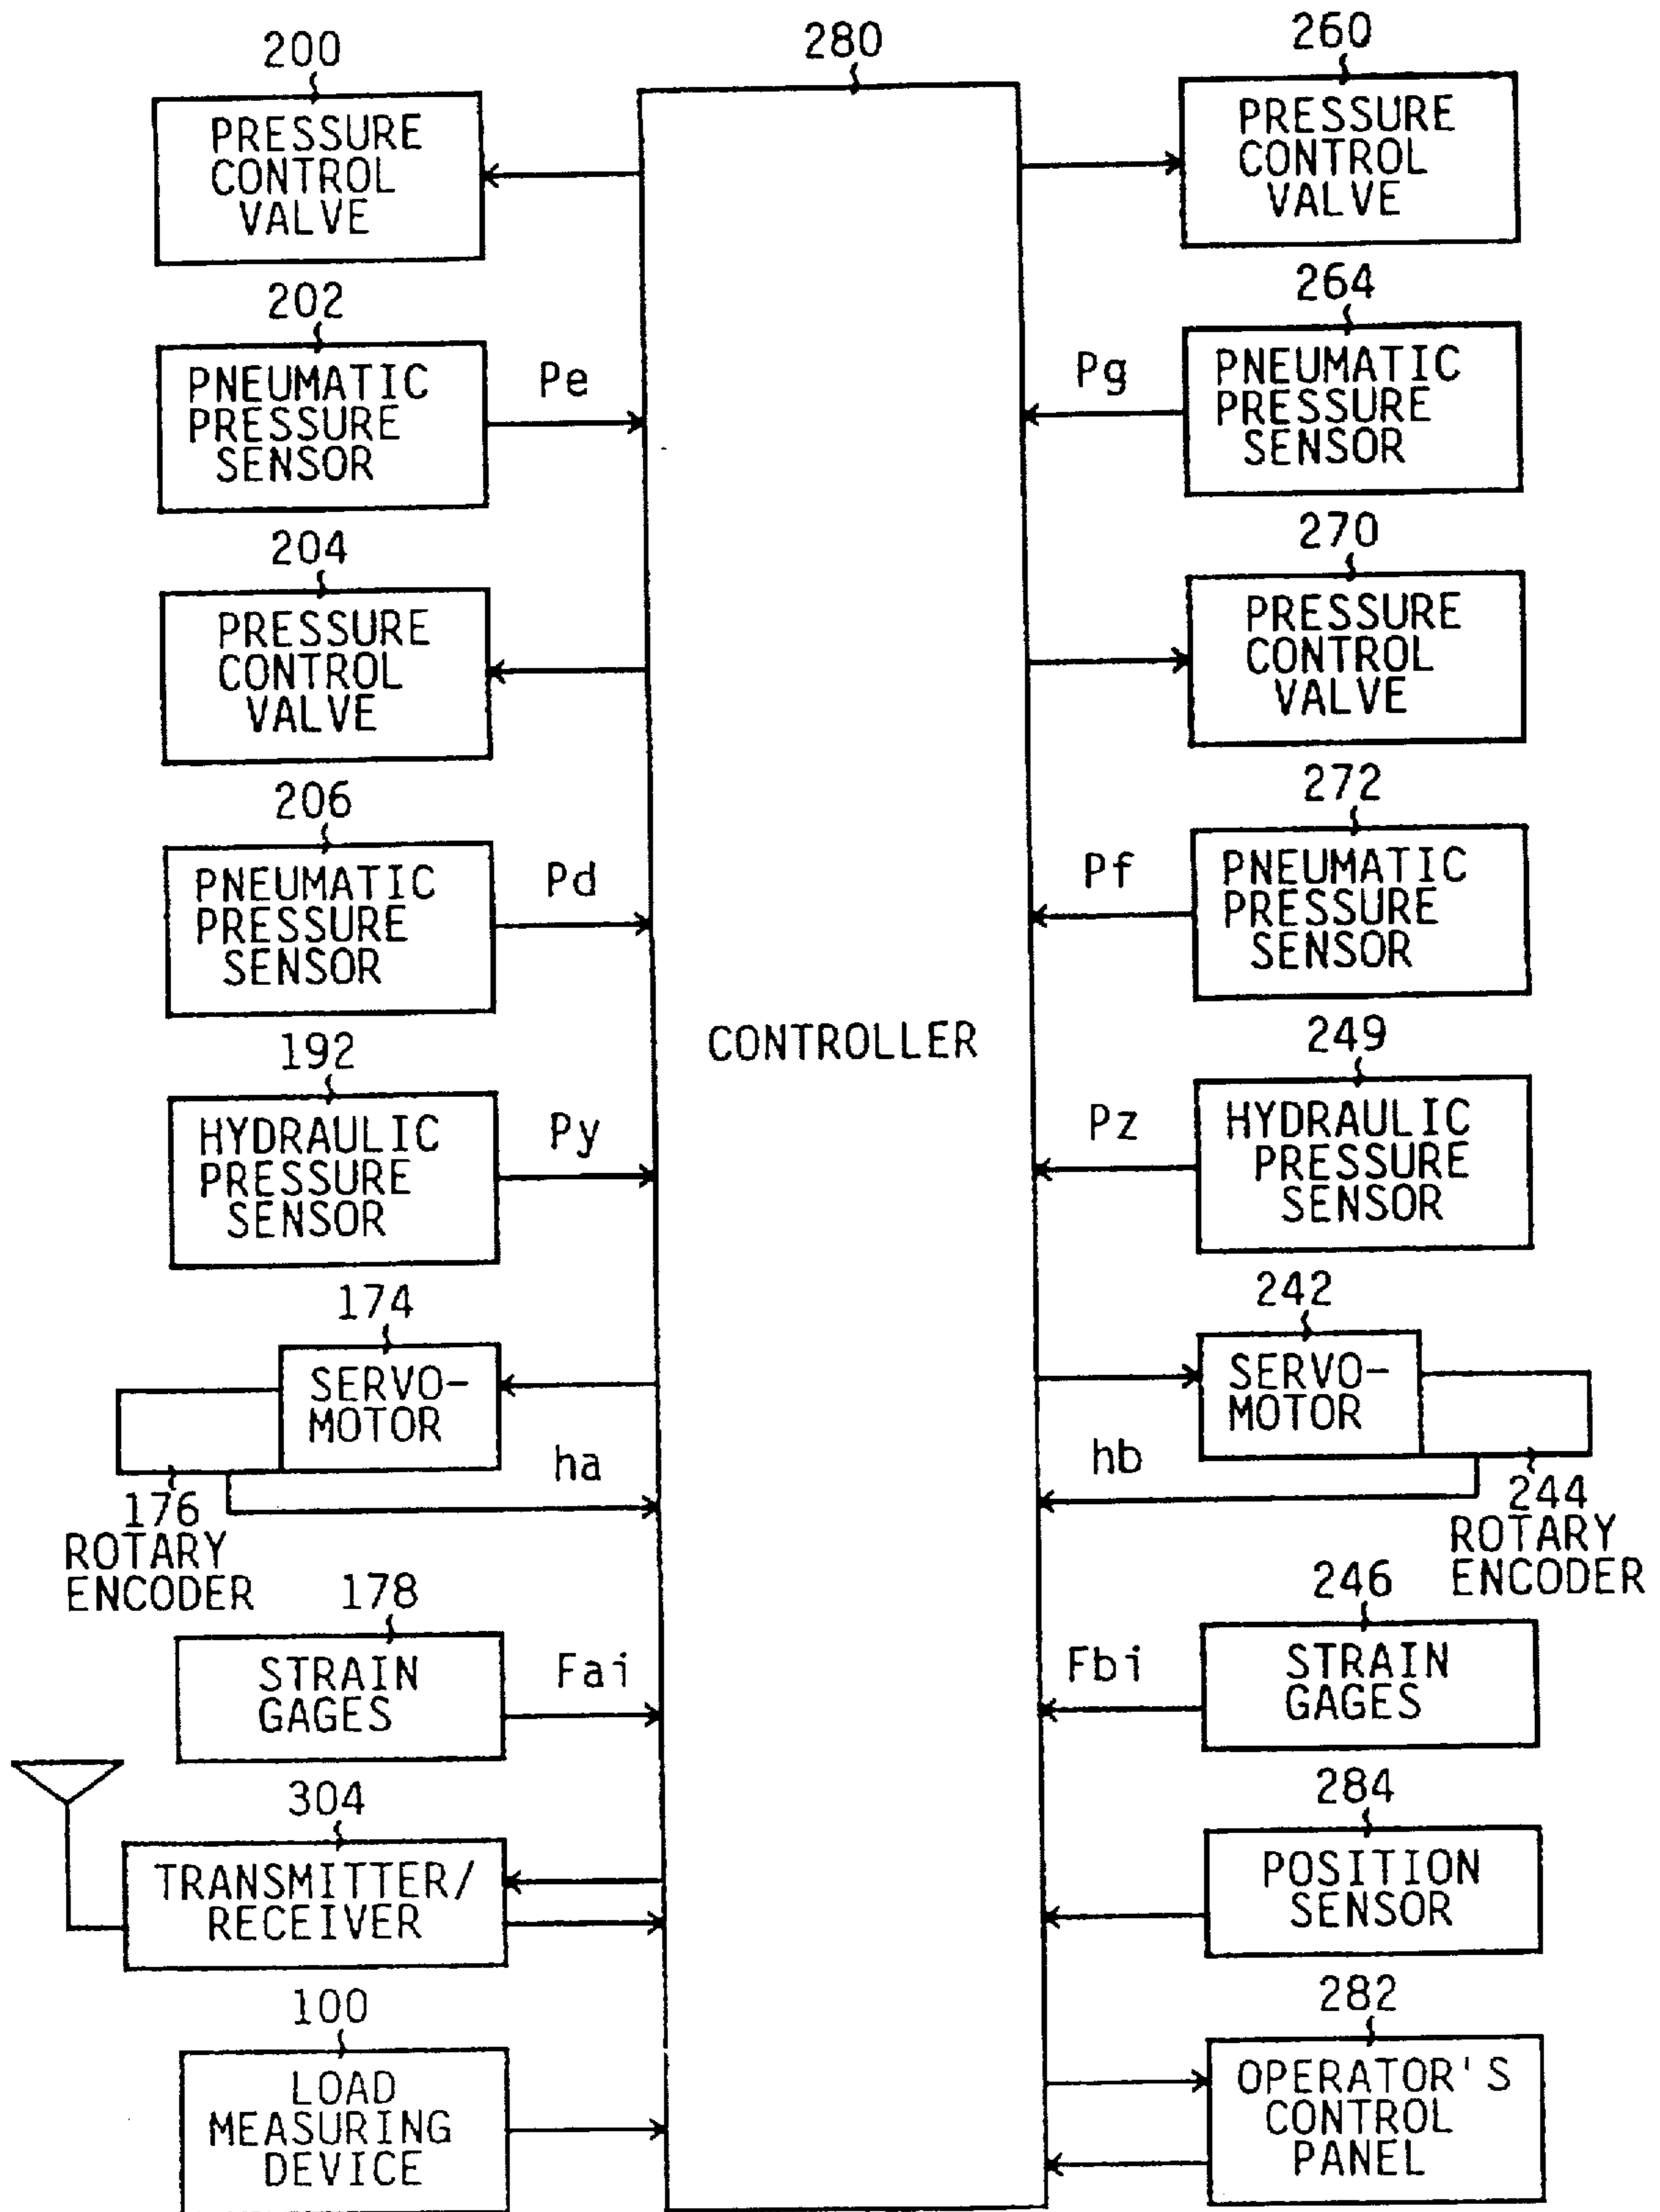 200
PRESSURE
CONTROL
VALVE
202
PNEUMATIC
PRESSURE
SENSOR
Pe
204
PRESSURE
CONTROL
VALVE
206
PNEUMATIC
PRESSURE
SENSOR
Pd
192
HYDRAULIC
PRESSURE
SENSOR
Py
174
SERVO-
MOTOR
ha
176
ROTARY
ENCODER
178
STRAIN
GAGES
Fai
304
TRANSMITTER/
RECEIVER
100
LOAD
MEASURING
DEVICE
280
CONTROLLER
260
PRESSURE
CONTROL
VALVE
264
PNEUMATIC
PRESSURE
SENSOR
Pg
270
PRESSURE
CONTROL
VALVE
272
PNEUMATIC
PRESSURE
SENSOR
Pf
249
HYDRAULIC
PRESSURE
SENSOR
Pz
242
SERVO-
MOTOR
hb
244
ROTARY
ENCODER
246
STRAIN
GAGES
Fbi
284
POSITION
SENSOR
282
OPERATOR'S
CONTROL
PANEL